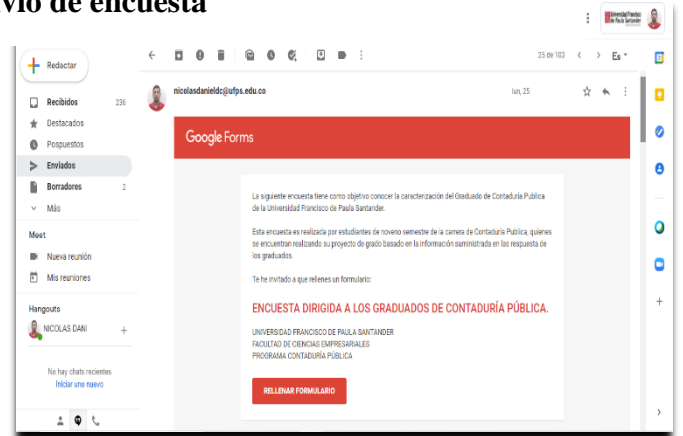 vío de encuesta
Universidad Francisco
de Paula Santander
Redactar
25 de 103
Es
Recibidos 236
Destacados
Pospuestos
Enviados
Borradores 2
Más
Meet
Nueva reunión
Mis reuniones
Hangouts
NICOLAS DANI
No hay chats recientes
Iniciar uno nuevo
nicolasdanieldc@ufps.edu.co lun, 25
Google Forms
La siguiente encuesta tiene como objetivo conocer la caracterización del Graduado de Contaduría Publica
de la Universidad Francisco de Paula Santander.
Esta encuesta es realizada por estudiantes de noveno semestre de la carrera de Contaduría Publica, quienes
se encuentran realizando su proyecto de grado basado en la información suministrada en las respuesta de
los graduados.
Te he invitado a que rellenes un formulario:
ENCUESTA DIRIGIDA A LOS GRADUADOS DE CONTADURÍA PÚBLICA.
UNIVERSIDAD FRANCISCO DE PAULA SANTANDER
FACULTAD DE CIENCIAS EMPRESARIALES
PROGRAMA CONTADURÍA PÚBLICA
RELLENAR FORMULARIO